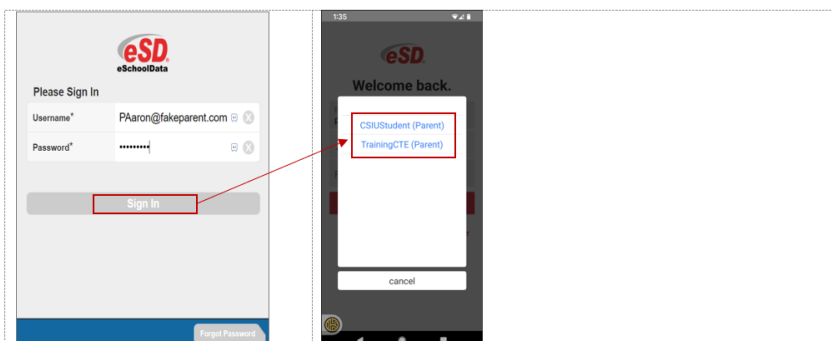 eSD
eSchoolData
Please Sign In
Username* PAaron@fakeparent.com
Password* •••••••••
Sign In
Forgot Password
1:35
eSD
Welcome back.
CSIUStudent (Parent)
TrainingCTE (Parent)
cancel